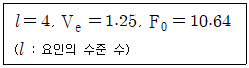 l=4, Ve=1.25, F0=10.64
(l : 요인의 수준 수)